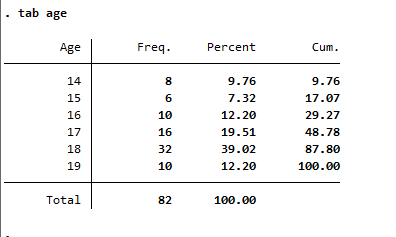 . tab age
Age Freq. Percent Cum.
14 8 9.76 9.76
15 6 7.32 17.07
16 10 12.20 29.27
17 16 19.51 48.78
18 32 39.02 87.80
19 10 12.20 100.00
Total 82 100.00
.